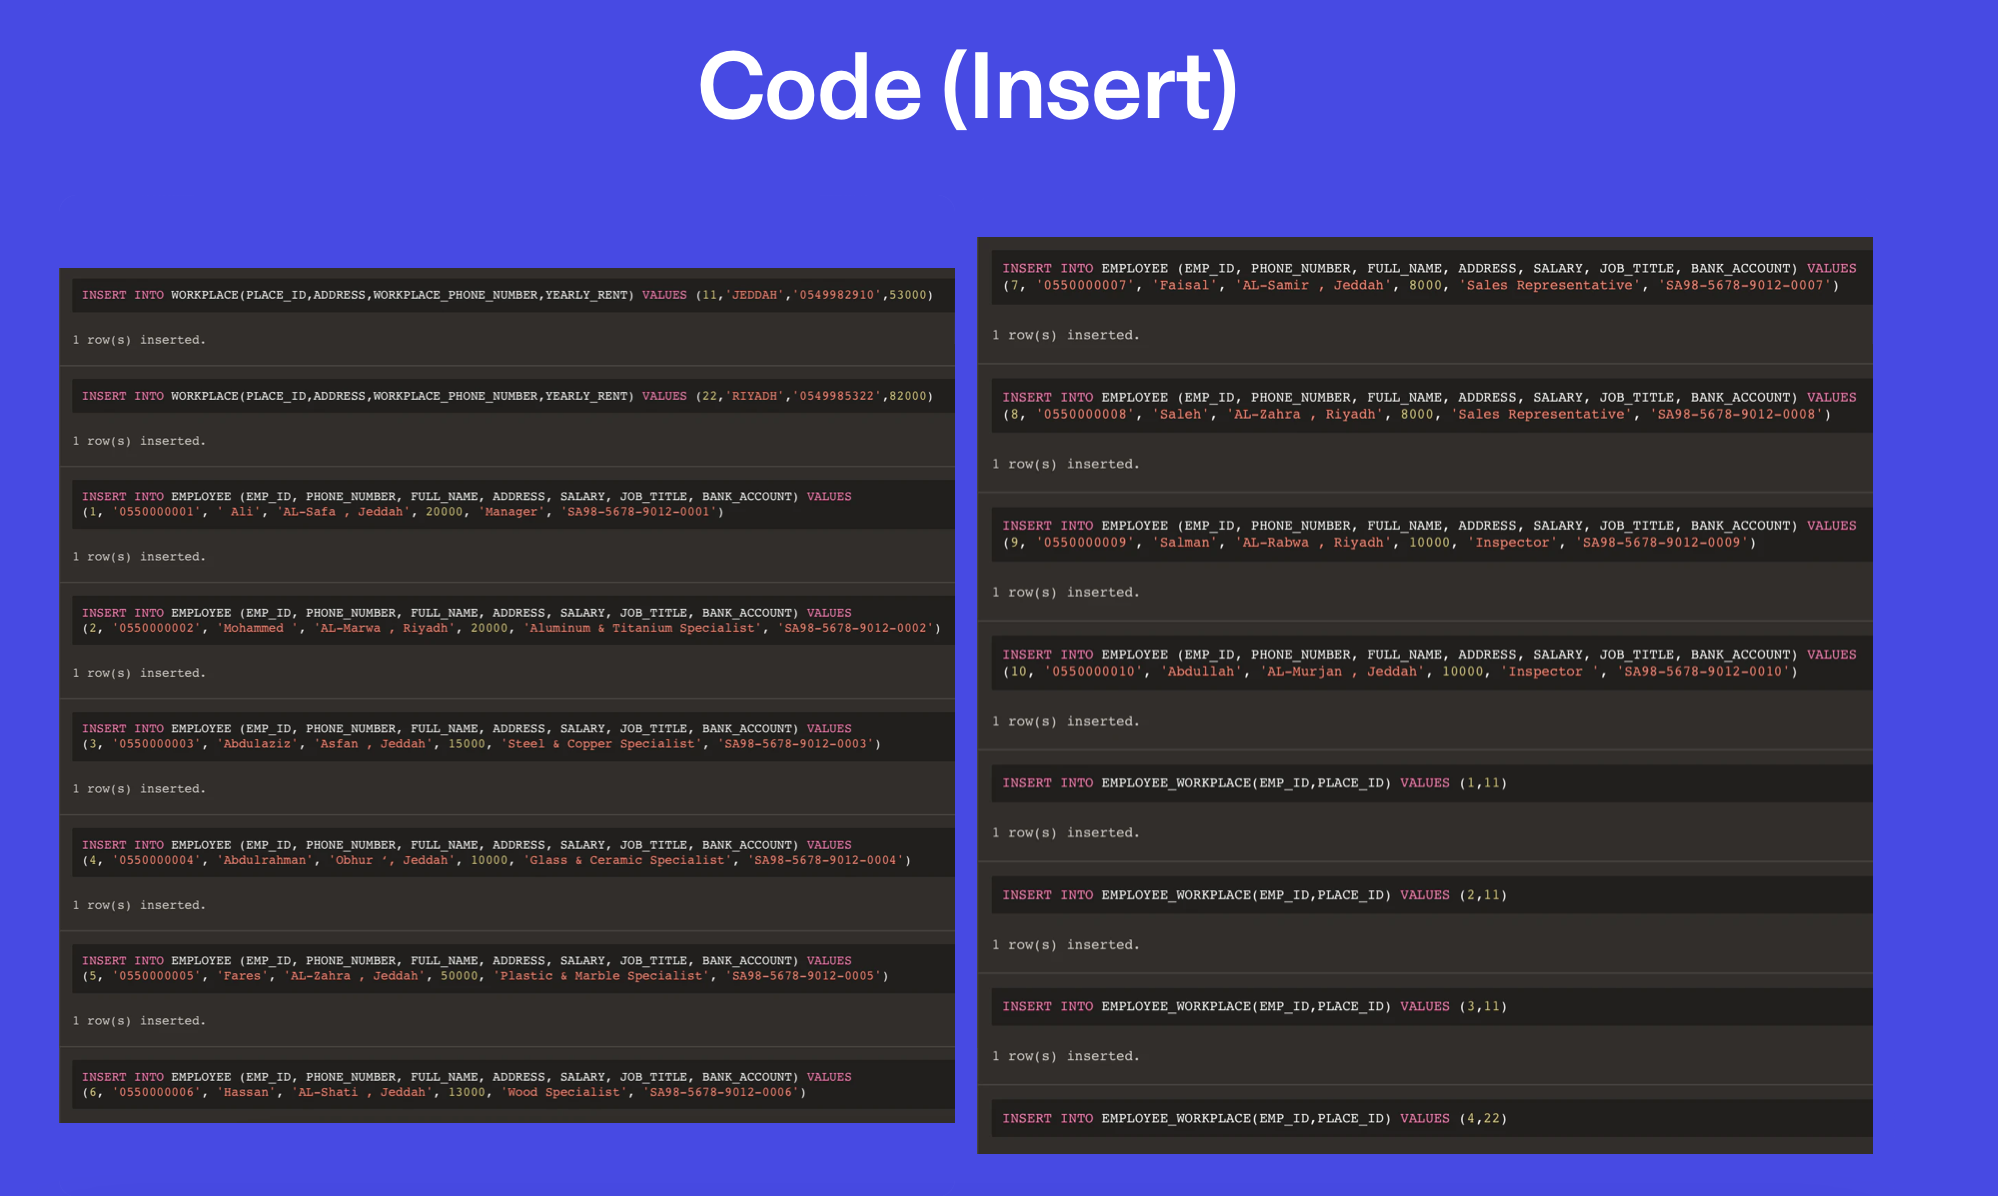 Code (Insert)
INSERT INTO WORKPLACE(PLACE_ID,ADDRESS,WORKPLACE_PHONE_NUMBER,YEARLY_RENT) VALUES (11,'JEDDAH','0549982910',53000)
1 row(s) inserted.
INSERT INTO WORKPLACE(PLACE_ID,ADDRESS,WORKPLACE_PHONE_NUMBER,YEARLY_RENT) VALUES (22,'RIYADH','0549985322',82000)
1 row(s) inserted.
INSERT INTO EMPLOYEE (EMP_ID, PHONE_NUMBER, FULL_NAME, ADDRESS, SALARY, JOB_TITLE, BANK_ACCOUNT) VALUES
(1, '0550000001', ' Ali', 'AL-Safa , Jeddah', 20000, 'Manager', 'SA98-5678-9012-0001')
1 row(s) inserted.
INSERT INTO EMPLOYEE (EMP_ID, PHONE_NUMBER, FULL_NAME, ADDRESS, SALARY, JOB_TITLE, BANK_ACCOUNT) VALUES
(2, '0550000002', 'Mohammed ', 'AL-Marwa , Riyadh', 20000, 'Aluminum & Titanium Specialist', 'SA98-5678-9012-0002')
1 row(s) inserted.
INSERT INTO EMPLOYEE (EMP_ID, PHONE_NUMBER, FULL_NAME, ADDRESS, SALARY, JOB_TITLE, BANK_ACCOUNT) VALUES
(3, '0550000003', 'Abdulaziz', 'Asfan , Jeddah', 15000, 'Steel & Copper Specialist', 'SA98-5678-9012-0003')
1 row(s) inserted.
INSERT INTO EMPLOYEE (EMP_ID, PHONE_NUMBER, FULL_NAME, ADDRESS, SALARY, JOB_TITLE, BANK_ACCOUNT) VALUES
(4, '0550000004', 'Abdulrahman', 'Obhur ‘, Jeddah', 10000, 'Glass & Ceramic Specialist', 'SA98-5678-9012-0004')
1 row(s) inserted.
INSERT INTO EMPLOYEE (EMP_ID, PHONE_NUMBER, FULL_NAME, ADDRESS, SALARY, JOB_TITLE, BANK_ACCOUNT) VALUES
(5, '0550000005', 'Fares', 'AL-Zahra , Jeddah', 50000, 'Plastic & Marble Specialist', 'SA98-5678-9012-0005')
1 row(s) inserted.
INSERT INTO EMPLOYEE (EMP_ID, PHONE_NUMBER, FULL_NAME, ADDRESS, SALARY, JOB_TITLE, BANK_ACCOUNT) VALUES
(6, '0550000006', 'Hassan', 'AL-Shati , Jeddah', 13000, 'Wood Specialist', 'SA98-5678-9012-0006')
INSERT INTO EMPLOYEE (EMP_ID, PHONE_NUMBER, FULL_NAME, ADDRESS, SALARY, JOB_TITLE, BANK_ACCOUNT) VALUES
(7, '0550000007', 'Faisal', 'AL-Samir , Jeddah', 8000, 'Sales Representative', 'SA98-5678-9012-0007')
1 row(s) inserted.
INSERT INTO EMPLOYEE (EMP_ID, PHONE_NUMBER, FULL_NAME, ADDRESS, SALARY, JOB_TITLE, BANK_ACCOUNT) VALUES
(8, '0550000008', 'Saleh', 'AL-Zahra , Riyadh', 8000, 'Sales Representative', 'SA98-5678-9012-0008')
1 row(s) inserted.
INSERT INTO EMPLOYEE (EMP_ID, PHONE_NUMBER, FULL_NAME, ADDRESS, SALARY, JOB_TITLE, BANK_ACCOUNT) VALUES
(9, '0550000009', 'Salman', 'AL-Rabwa , Riyadh', 10000, 'Inspector', 'SA98-5678-9012-0009')
1 row(s) inserted.
INSERT INTO EMPLOYEE (EMP_ID, PHONE_NUMBER, FULL_NAME, ADDRESS, SALARY, JOB_TITLE, BANK_ACCOUNT) VALUES
(10, '0550000010', 'Abdullah', 'AL-Murjan , Jeddah', 10000, 'Inspector ', 'SA98-5678-9012-0010')
1 row(s) inserted.
INSERT INTO EMPLOYEE_WORKPLACE(EMP_ID,PLACE_ID) VALUES (1,11)
1 row(s) inserted.
INSERT INTO EMPLOYEE_WORKPLACE(EMP_ID,PLACE_ID) VALUES (2,11)
1 row(s) inserted.
INSERT INTO EMPLOYEE_WORKPLACE(EMP_ID,PLACE_ID) VALUES (3,11)
1 row(s) inserted.
INSERT INTO EMPLOYEE_WORKPLACE(EMP_ID,PLACE_ID) VALUES (4,22)